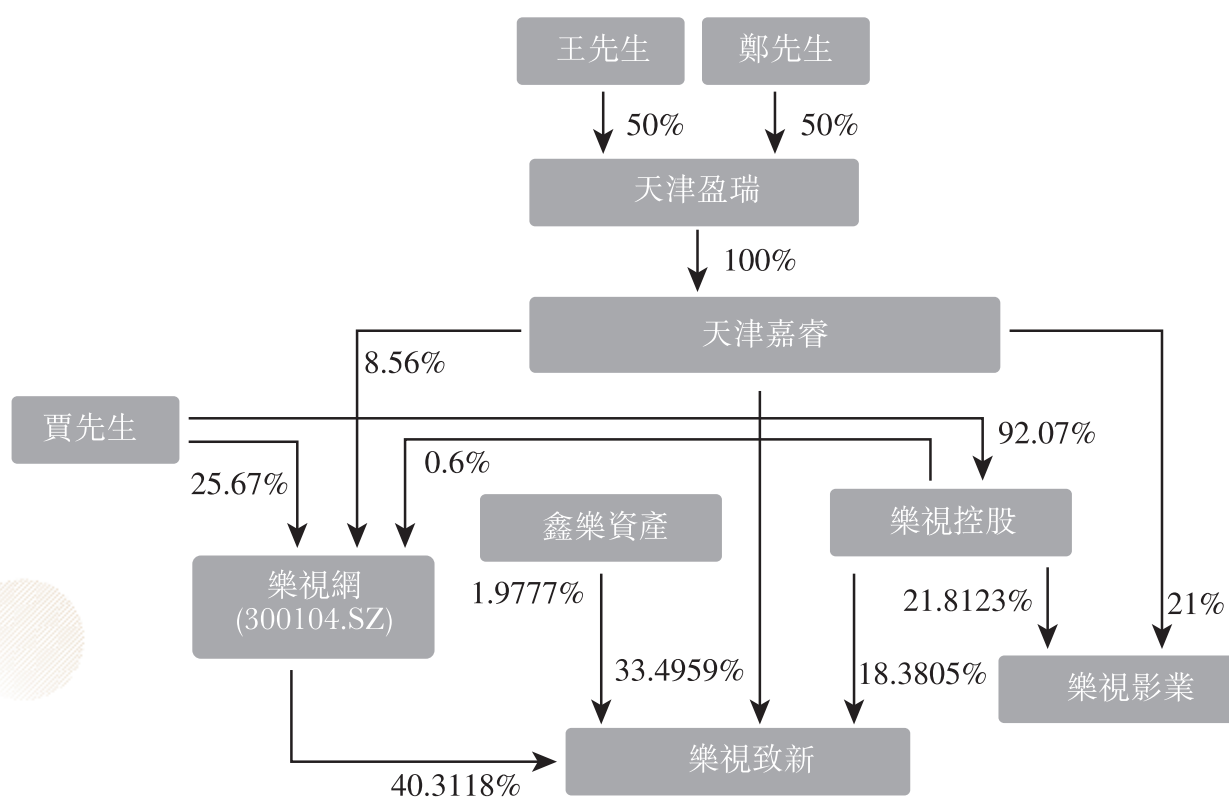 王先生
鄭先生
50%
50%
天津盈瑞
100%
天津嘉睿
8.56%
賈先生
92.07%
25.67%
0.6%
鑫樂資產
樂視控股
樂視網
(300104.SZ)
1.9777%
21.8123%
21%
33.4959%
18.3805%
樂視影業
樂視致新
40.3118%